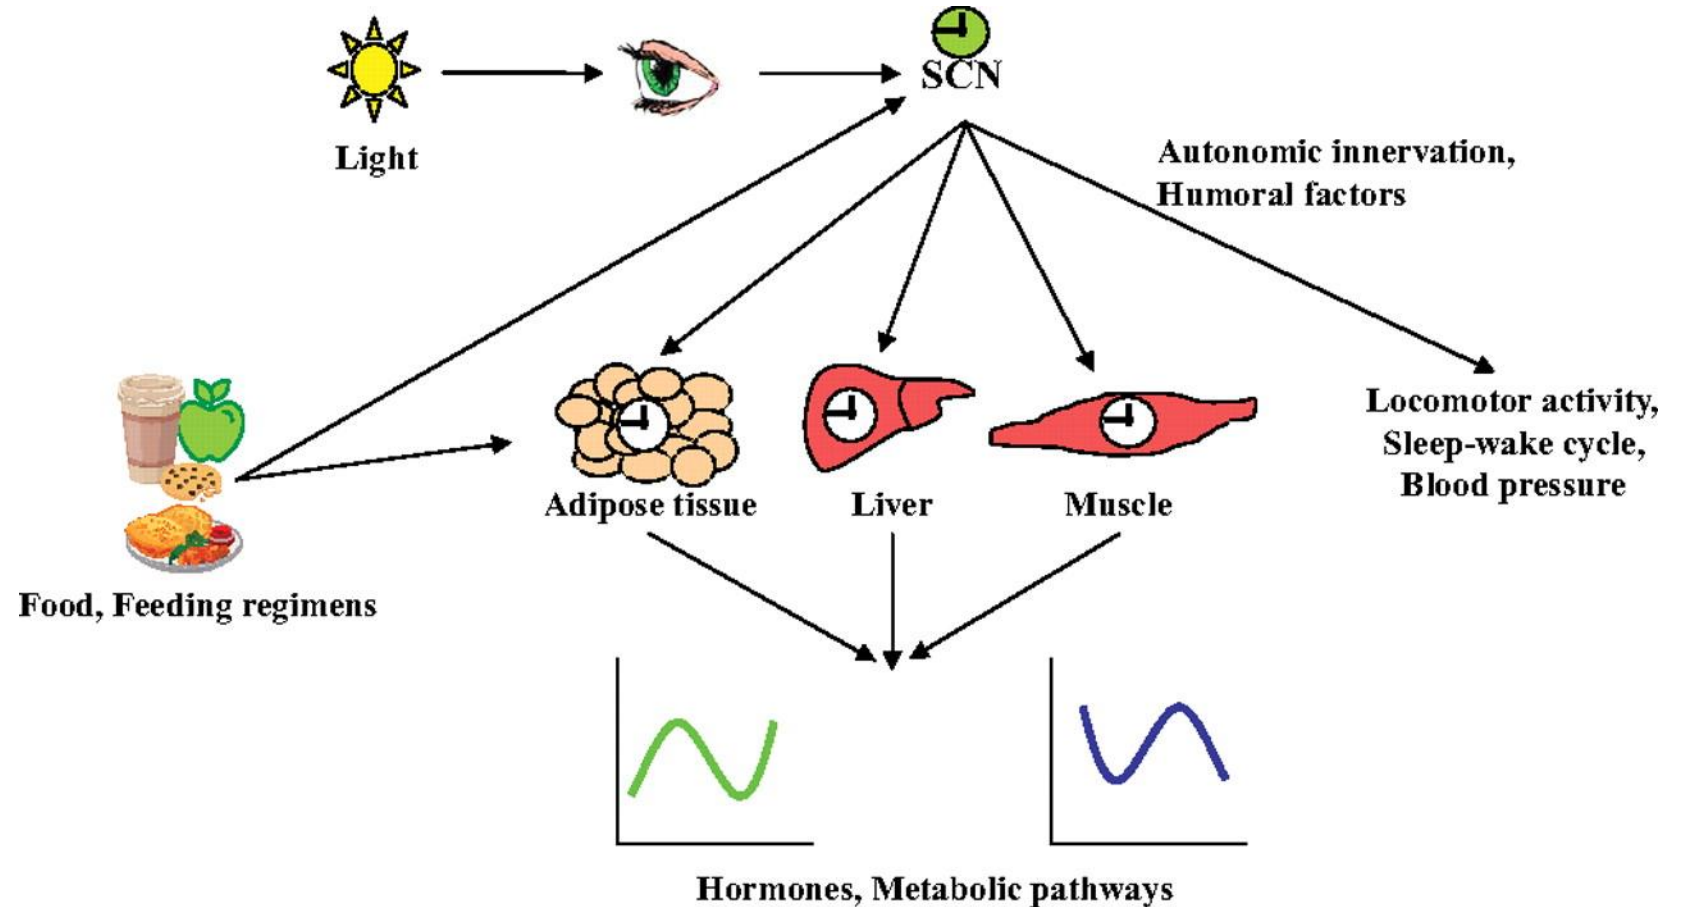 SCN
Light
Autonomic innervation,
Humoral factors
Locomotor activity,
Sleep-wake cycle,
Blood pressure
Adipose tissue
Liver
Muscle
Food, Feeding regimens
Hormones, Metabolic pathways